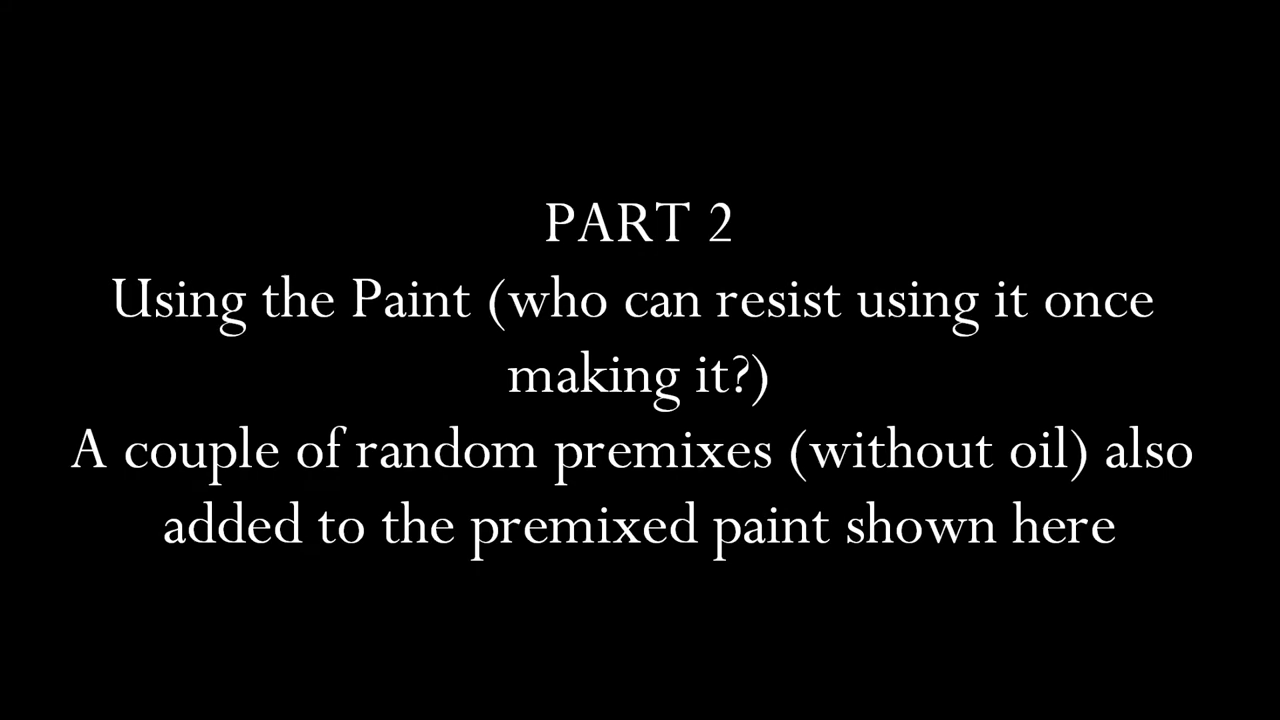 PART 2
Using the Paint (who can resist using it once
making it?)
A couple of random premixes (without oil) also
added to the premixed paint shown here